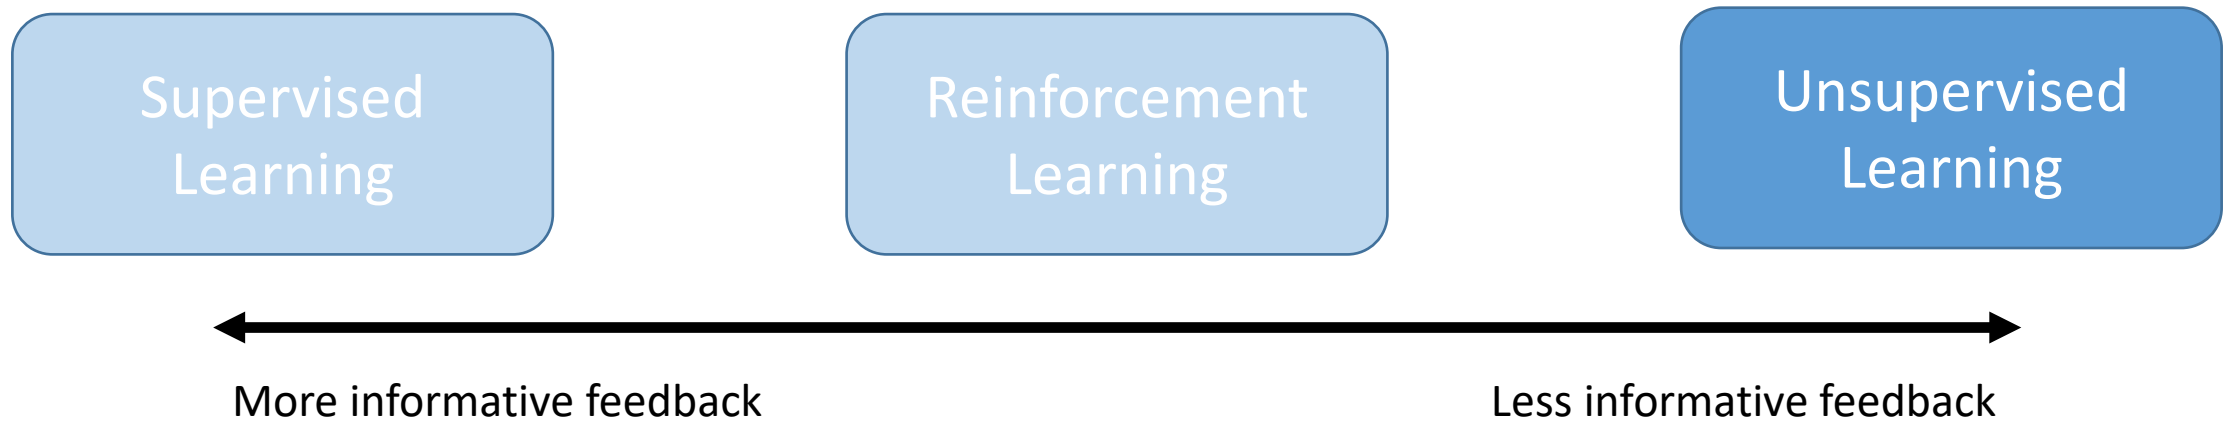 Supervised
Learning
Reinforcement
Learning
Unsupervised
Learning
More informative feedback
Less informative feedback